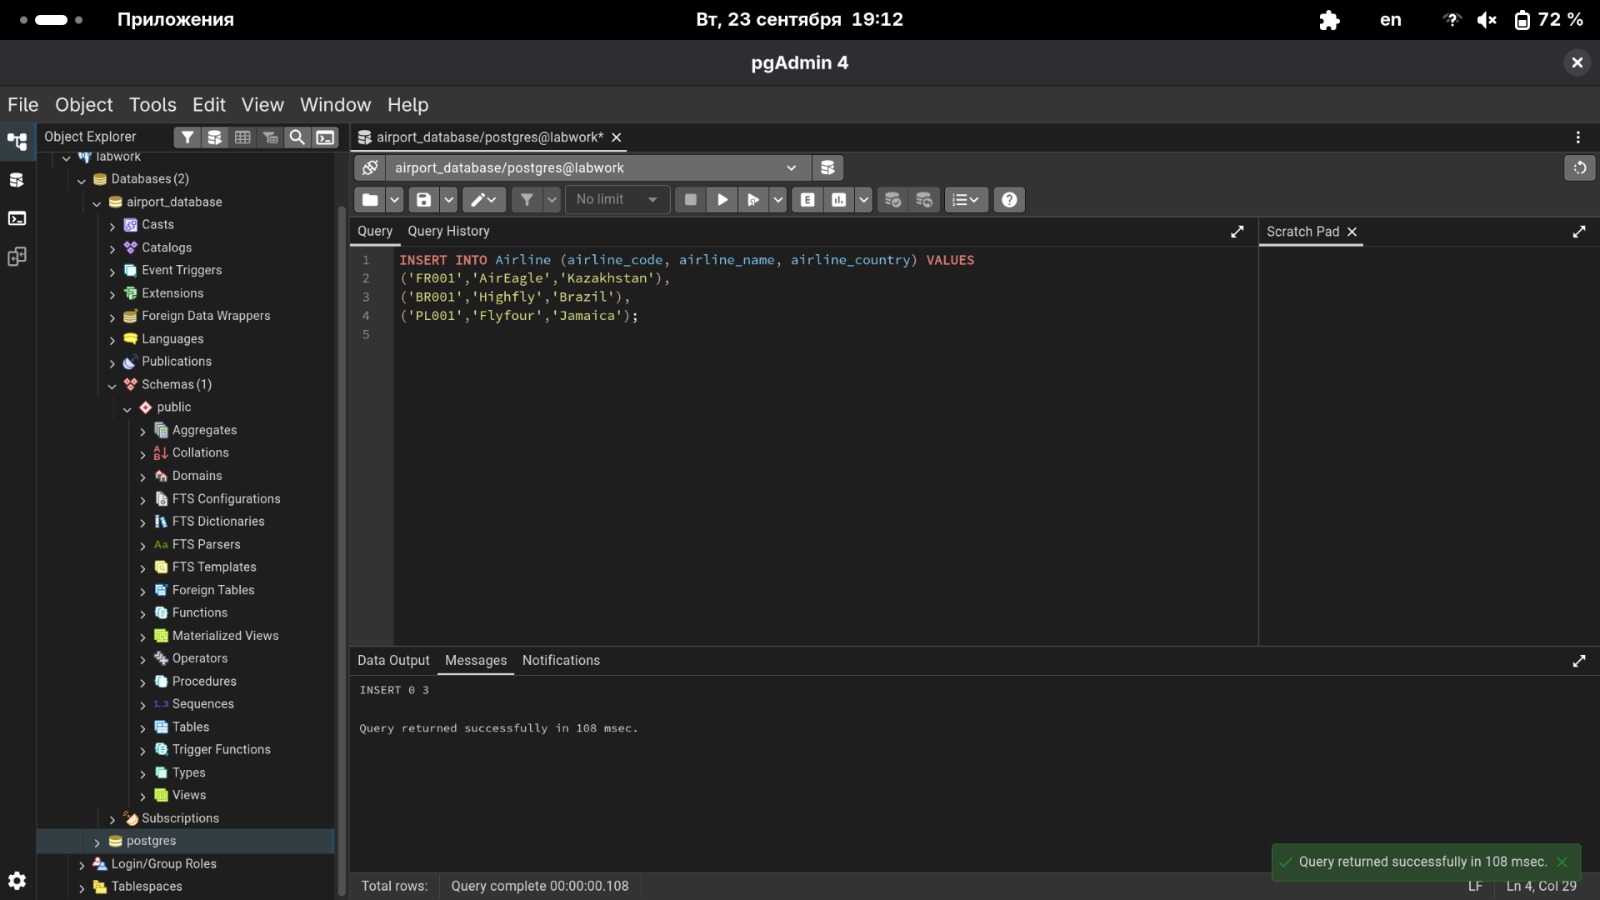 Приложения
Вт, 23 сентября 19:12
en
72 %
pgAdmin 4
File Object Tools Edit View Window Help
Object Explorer
labwork
Databases (2)
airport_database
Casts
Catalogs
Event Triggers
Extensions
Foreign Data Wrappers
Languages
Publications
Schemas (1)
public
Aggregates
Collations
Domains
FTS Configurations
FTS Dictionaries
Aa FTS Parsers
FTS Templates
Foreign Tables
Functions
Materialized Views
Operators
Procedures
1..3 Sequences
Tables
Trigger Functions
Types
Views
Subscriptions
postgres
Login/Group Roles
Tablespaces
airport_database/postgres@labwork*
airport_database/postgres@labwork
No limit
E
Query Query History
Scratch Pad
1 INSERT INTO Airline (airline_code, airline_name, airline_country) VALUES
2 ('FR001','AirEagle','Kazakhstan'),
3 ('BR001','Highfly','Brazil'),
4 ('PL001','Flyfour','Jamaica');
5
Data Output Messages Notifications
INSERT 0 3
Query returned successfully in 108 msec.
Query returned successfully in 108 msec.
Total rows: Query complete 00:00:00.108
LF Ln 4, Col 29